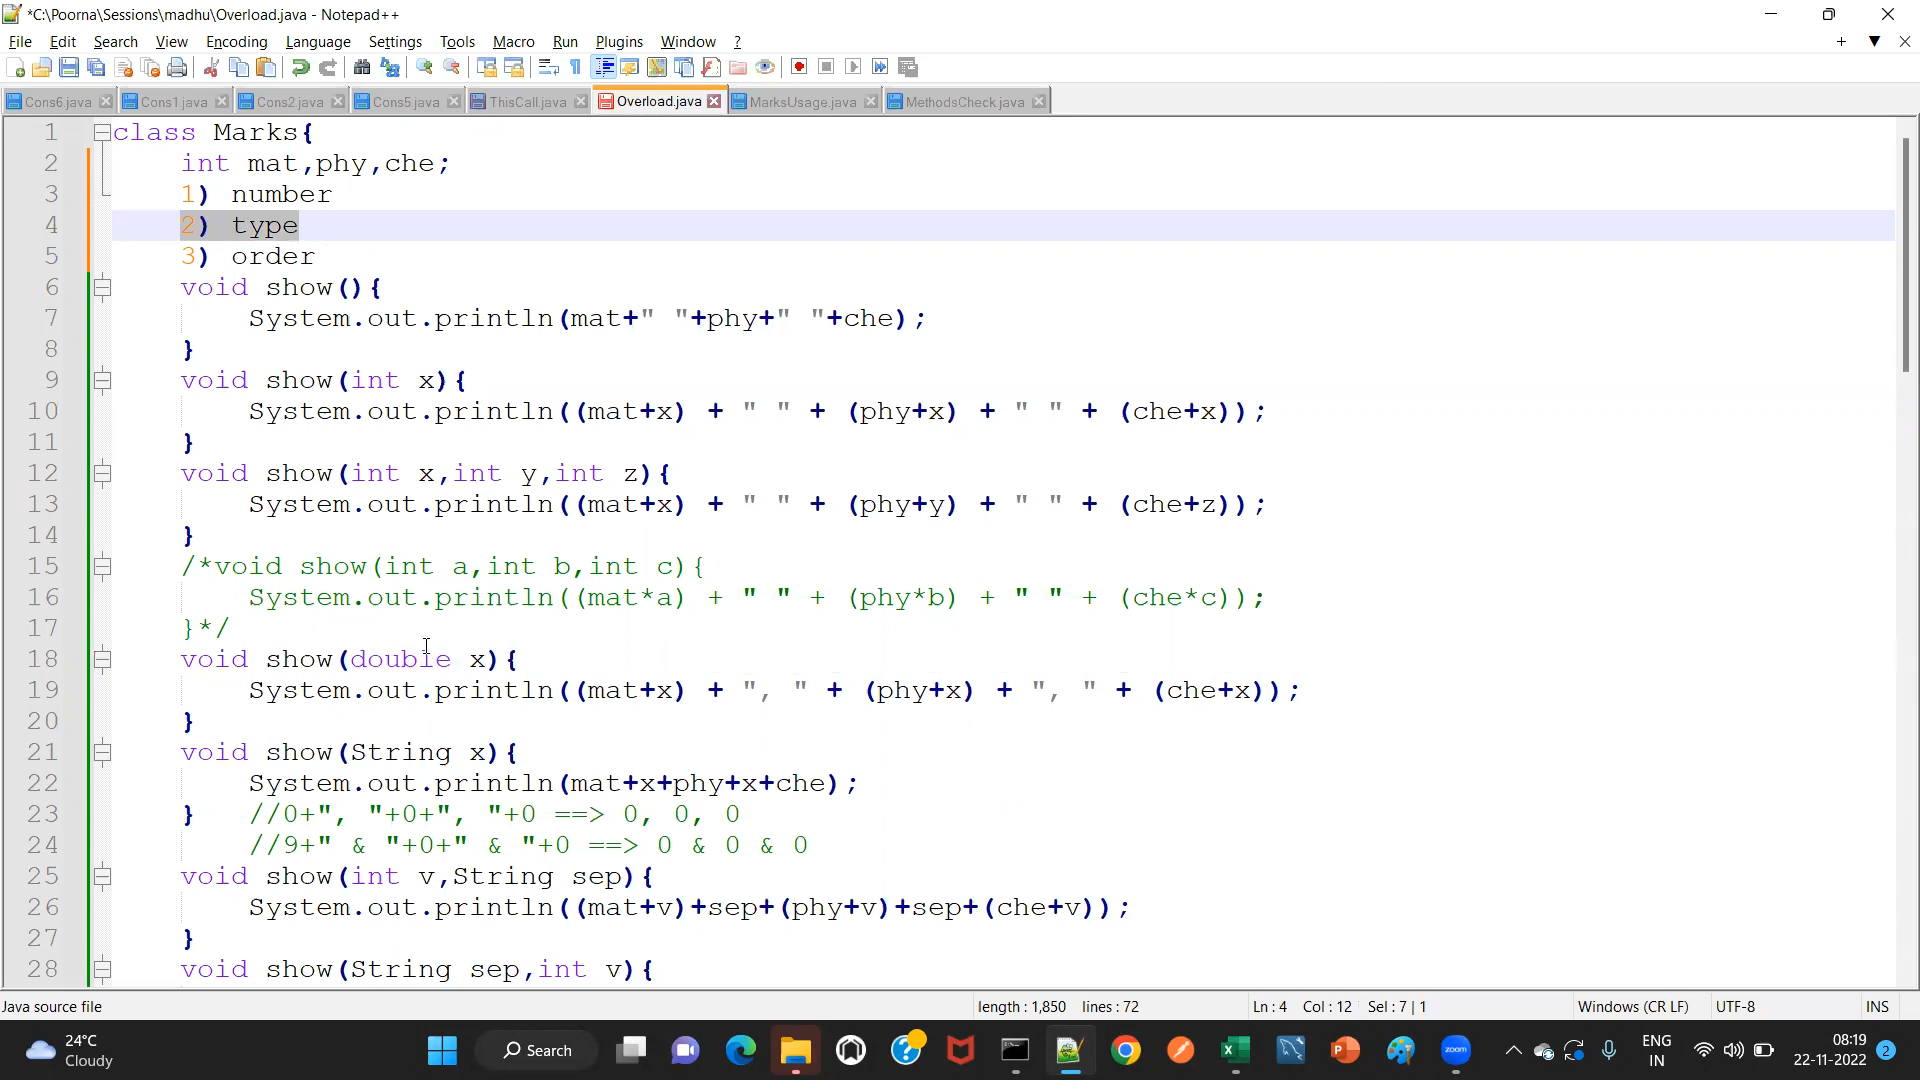 *C:\Poorna\Sessions\madhu\Overload.java - Notepad++
File Edit Search View Encoding Language Settings Tools Macro Run Plugins Window ?
Cons6.java Cons1.java Cons2.java Cons5.java ThisCall.java Overload.java MarksUsage.java MethodsCheck.java
1 class Marks{
2 int mat,phy,che;
3 1) number
4 2) type
5 3) order
6 void show(){
7 System.out.println(mat+" "+phy+" "+che);
8 }
9 void show(int x){
10 System.out.println((mat+x) + " " + (phy+x) + " " + (che+x));
11 }
12 void show(int x,int y,int z){
13 System.out.println((mat+x) + " " + (phy+y) + " " + (che+z));
14 }
15 /*void show(int a,int b,int c){
16 System.out.println((mat*a) + " " + (phy*b) + " " + (che*c));
17 }*/
18 void show(double x){
19 System.out.println((mat+x) + ", " + (phy+x) + ", " + (che+x));
20 }
21 void show(String x){
22 System.out.println(mat+x+phy+x+che);
23 } //0+", "+0+", "+0 ==> 0, 0, 0
24 //9+" & "+0+" & "+0 ==> 0 & 0 & 0
25 void show(int v,String sep){
26 System.out.println((mat+v)+sep+(phy+v)+sep+(che+v));
27 }
28 void show(String sep,int v){
Java source file length : 1,850 lines : 72 Ln : 4 Col : 12 Sel : 7 | 1 Windows (CR LF) UTF-8 INS
24°C
Cloudy
Search
zoom
ENG
IN
08:19
22-11-2022
2